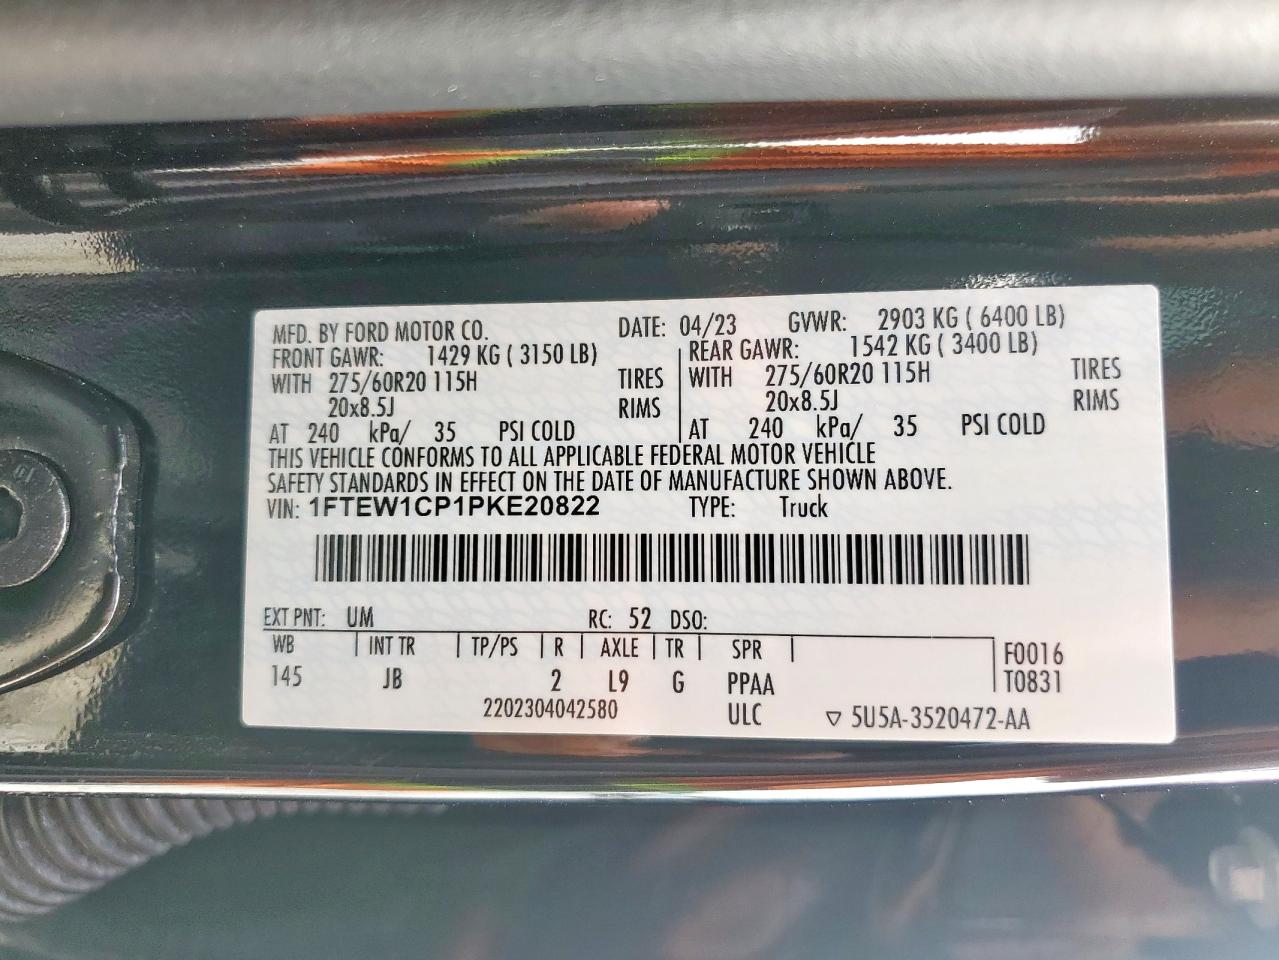 MFD. BY FORD MOTOR CO. DATE: 04/23 GVWR: 2903 KG ( 6400 LB)
FRONT GAWR: 1429 KG ( 3150 LB) REAR GAWR: 1542 KG ( 3400 LB)
WITH 275/60R20 115H TIRES WITH 275/60R20 115H TIRES
20x8.5J RIMS 20x8.5J RIMS
AT 240 kPa/ 35 PSI COLD AT 240 kPa/ 35 PSI COLD
THIS VEHICLE CONFORMS TO ALL APPLICABLE FEDERAL MOTOR VEHICLE
SAFETY STANDARDS IN EFFECT ON THE DATE OF MANUFACTURE SHOWN ABOVE.
VIN: 1FTEW1CP1PKE20822 TYPE: Truck
EXT PNT: UM RC: 52 DSO:
WB INT TR TP/PS R AXLE TR SPR F0016
145 JB 2 L9 G PPAA T0831
2202304042580 ULC ▽ 5U5A-3520472-AA